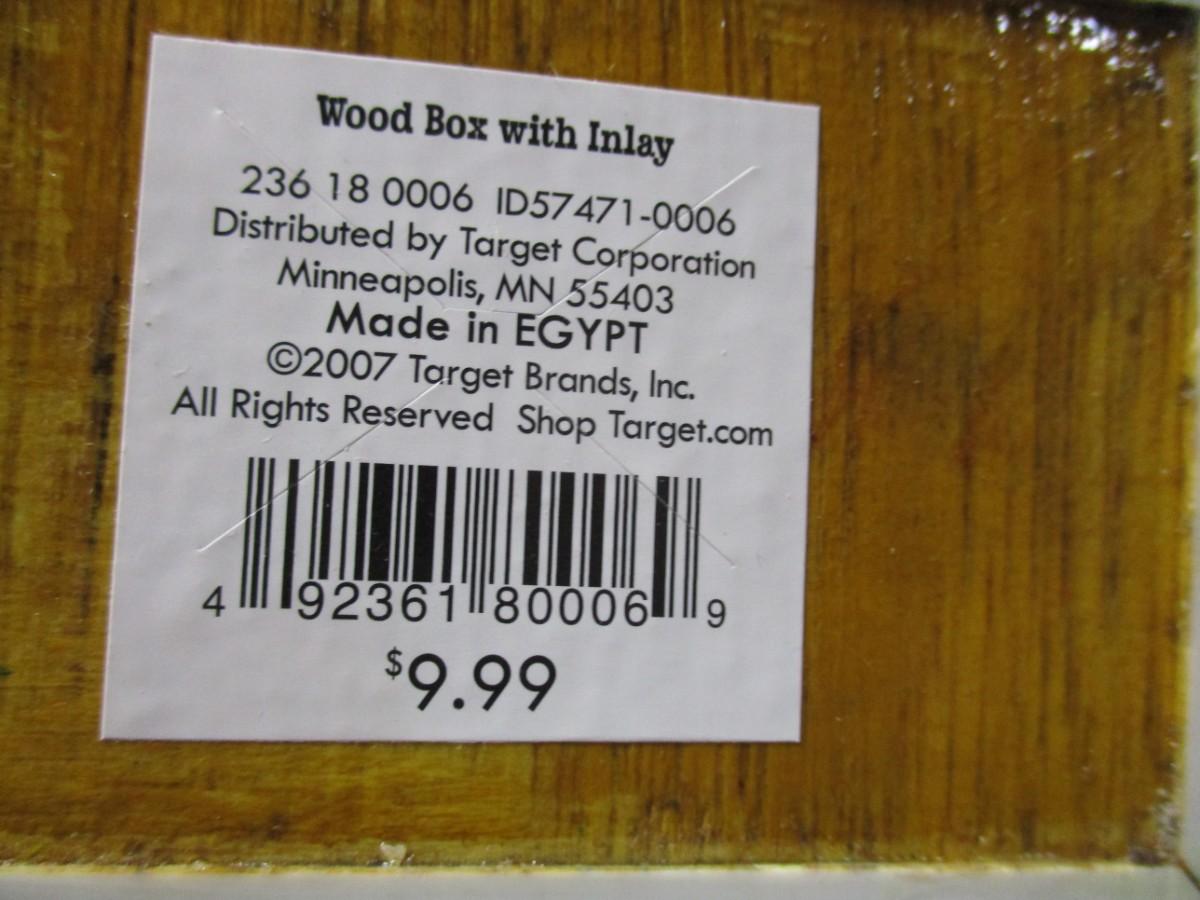 Wood Box with Inlay
236 18 0006 ID57471-0006
Distributed by Target Corporation
Minneapolis, MN 55403
Made in EGYPT
©2007 Target Brands, Inc.
All Rights Reserved Shop Target.com
4 92361 80006 9
$9.99